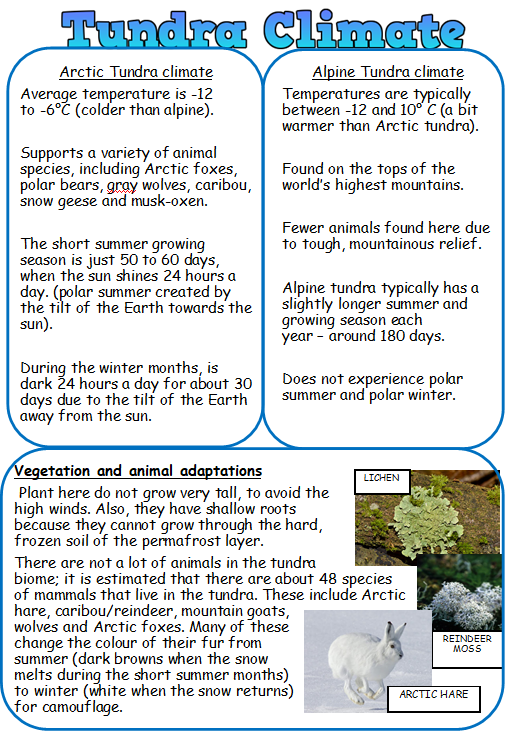 Tundra Climate
Arctic Tundra climate
Average temperature is -12
to -6°C (colder than alpine).
Supports a variety of animal
species, including Arctic foxes,
polar bears, gray wolves, caribou,
snow geese and musk-oxen.
The short summer growing
season is just 50 to 60 days,
when the sun shines 24 hours a
day. (polar summer created by
the tilt of the Earth towards the
sun).
During the winter months, is
dark 24 hours a day for about 30
days due to the tilt of the Earth
away from the sun.
Alpine Tundra climate
Temperatures are typically
between -12 and 10° C (a bit
warmer than Arctic tundra).
Found on the tops of the
world's highest mountains.
Fewer animals found here due
to tough, mountainous relief.
Alpine tundra typically has a
slightly longer summer and
growing season each
year – around 180 days.
Does not experience polar
summer and polar winter.
Vegetation and animal adaptations
Plant here do not grow very tall, to avoid the
high winds. Also, they have shallow roots
because they cannot grow through the hard,
frozen soil of the permafrost layer.
There are not a lot of animals in the tundra
biome; it is estimated that there are about 48 species
of mammals that live in the tundra. These include Arctic
hare, caribou/reindeer, mountain goats,
wolves and Arctic foxes. Many of these
change the colour of their fur from
summer (dark browns when the snow
melts during the short summer months)
to winter (white when the snow returns)
for camouflage.
LICHEN
REINDEER
MOSS
ARCTIC HARE